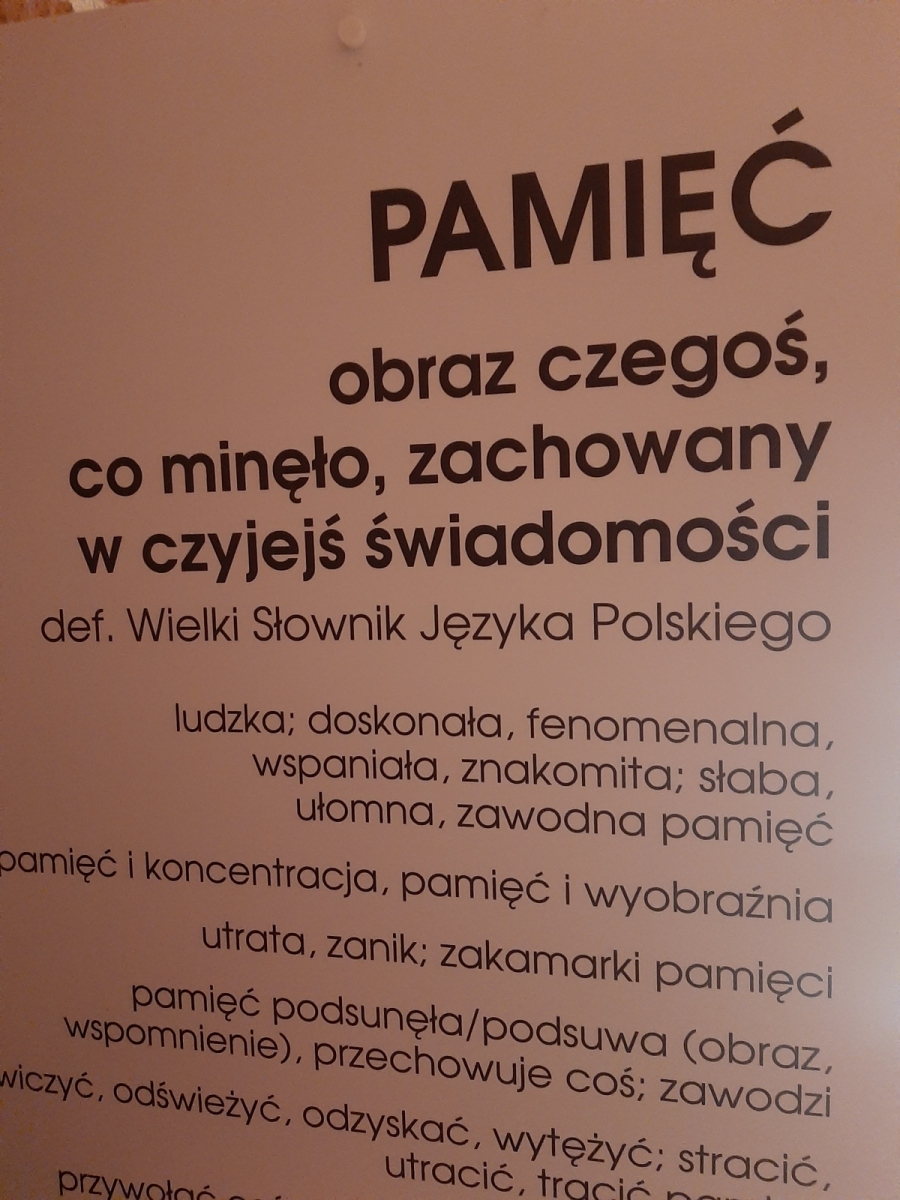 PAMIĘĆ
obraz czegoś,
co minęło, zachowany
w czyjejś świadomości
def. Wielki Słownik Języka Polskiego
ludzka; doskonała, fenomenalna,
wspaniała, znakomita; słaba,
ułomna, zawodna pamięć
pamięć i koncentracja, pamięć i wyobraźnia
utrata, zanik; zakamarki pamięci
pamięć podsunęła/podsuwa (obraz,
wspomnienie), przechowuje coś; zawodzi
odświeżyć, odzyskać, wytężyć; stracić,
utracić, tracić
przywołać